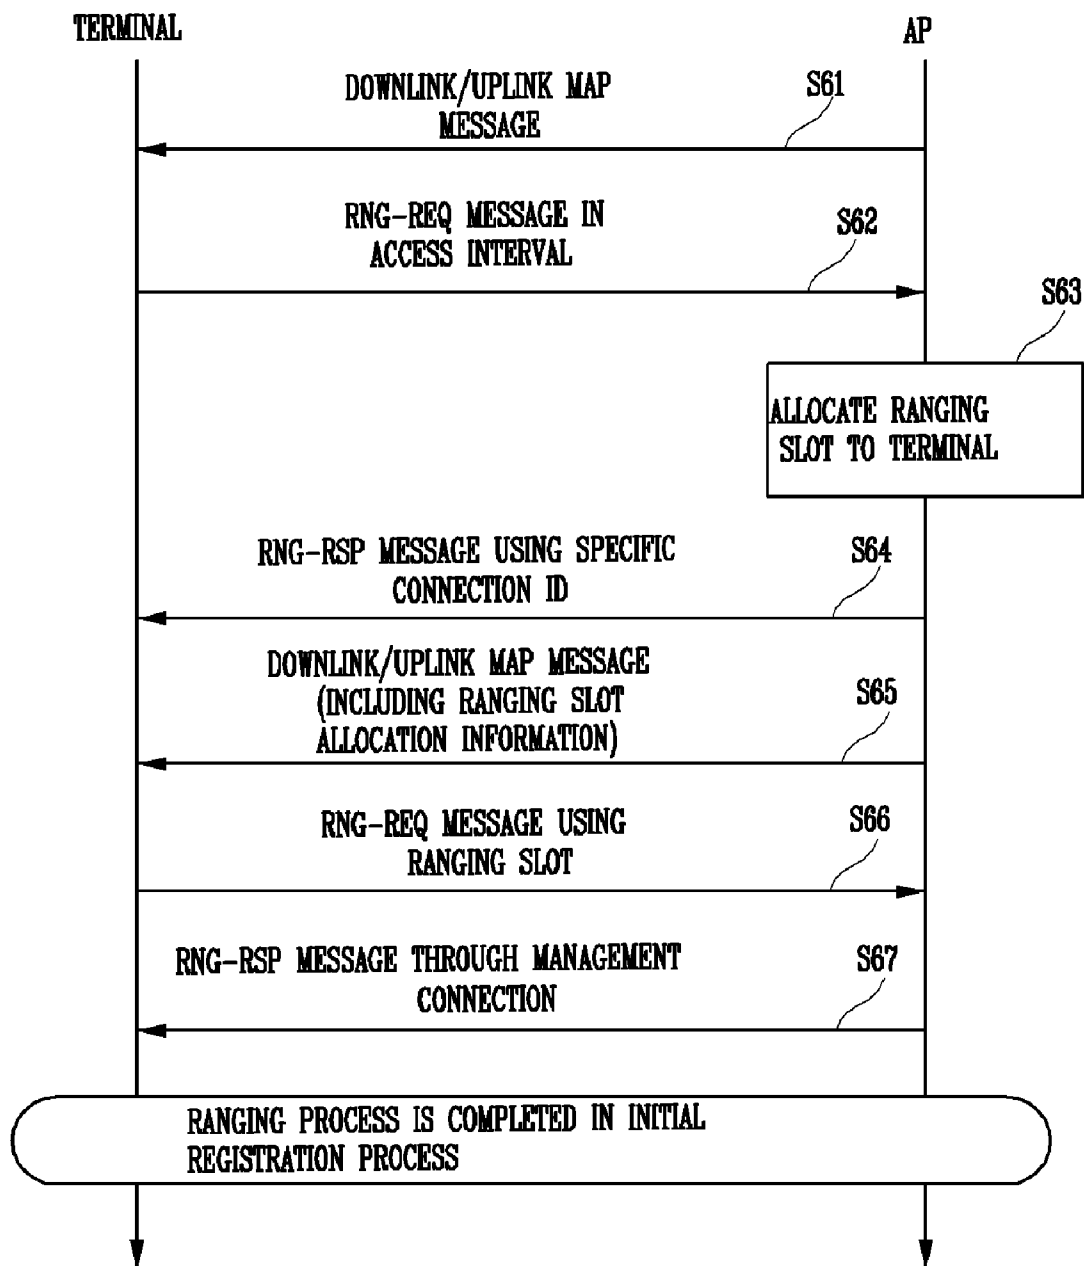 TERMINAL
AP
DOWNLINK/UPLINK MAP
MESSAGE
S61
RNG-REQ MESSAGE IN
ACCESS INTERVAL
S62
S63
ALLOCATE RANGING
SLOT TO TERMINAL
RNG-RSP MESSAGE USING SPECIFIC
CONNECTION ID
S64
DOWNLINK/UPLINK MAP MESSAGE
(INCLUDING RANGING SLOT
ALLOCATION INFORMATION)
S65
RNG-REQ MESSAGE USING
RANGING SLOT
S66
RNG-RSP MESSAGE THROUGH MANAGEMENT
CONNECTION
S67
RANGING PROCESS IS COMPLETED IN INITIAL
REGISTRATION PROCESS